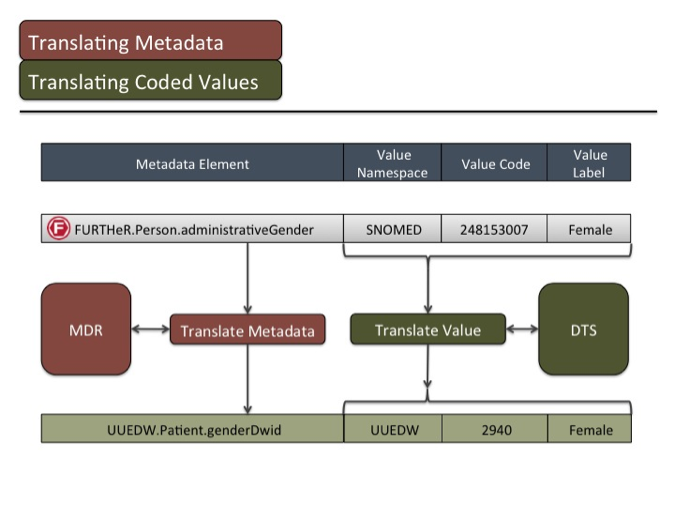 Translating Metadata
Translating Coded Values
Metadata Element
Value
Namespace
Value Code
Value
Label
F
FURTHeR.Person.administrativeGender
SNOMED
248153007
Female
MDR
Translate Metadata
Translate Value
DTS
UUEDW.Patient.genderDwid
UUEDW
2940
Female